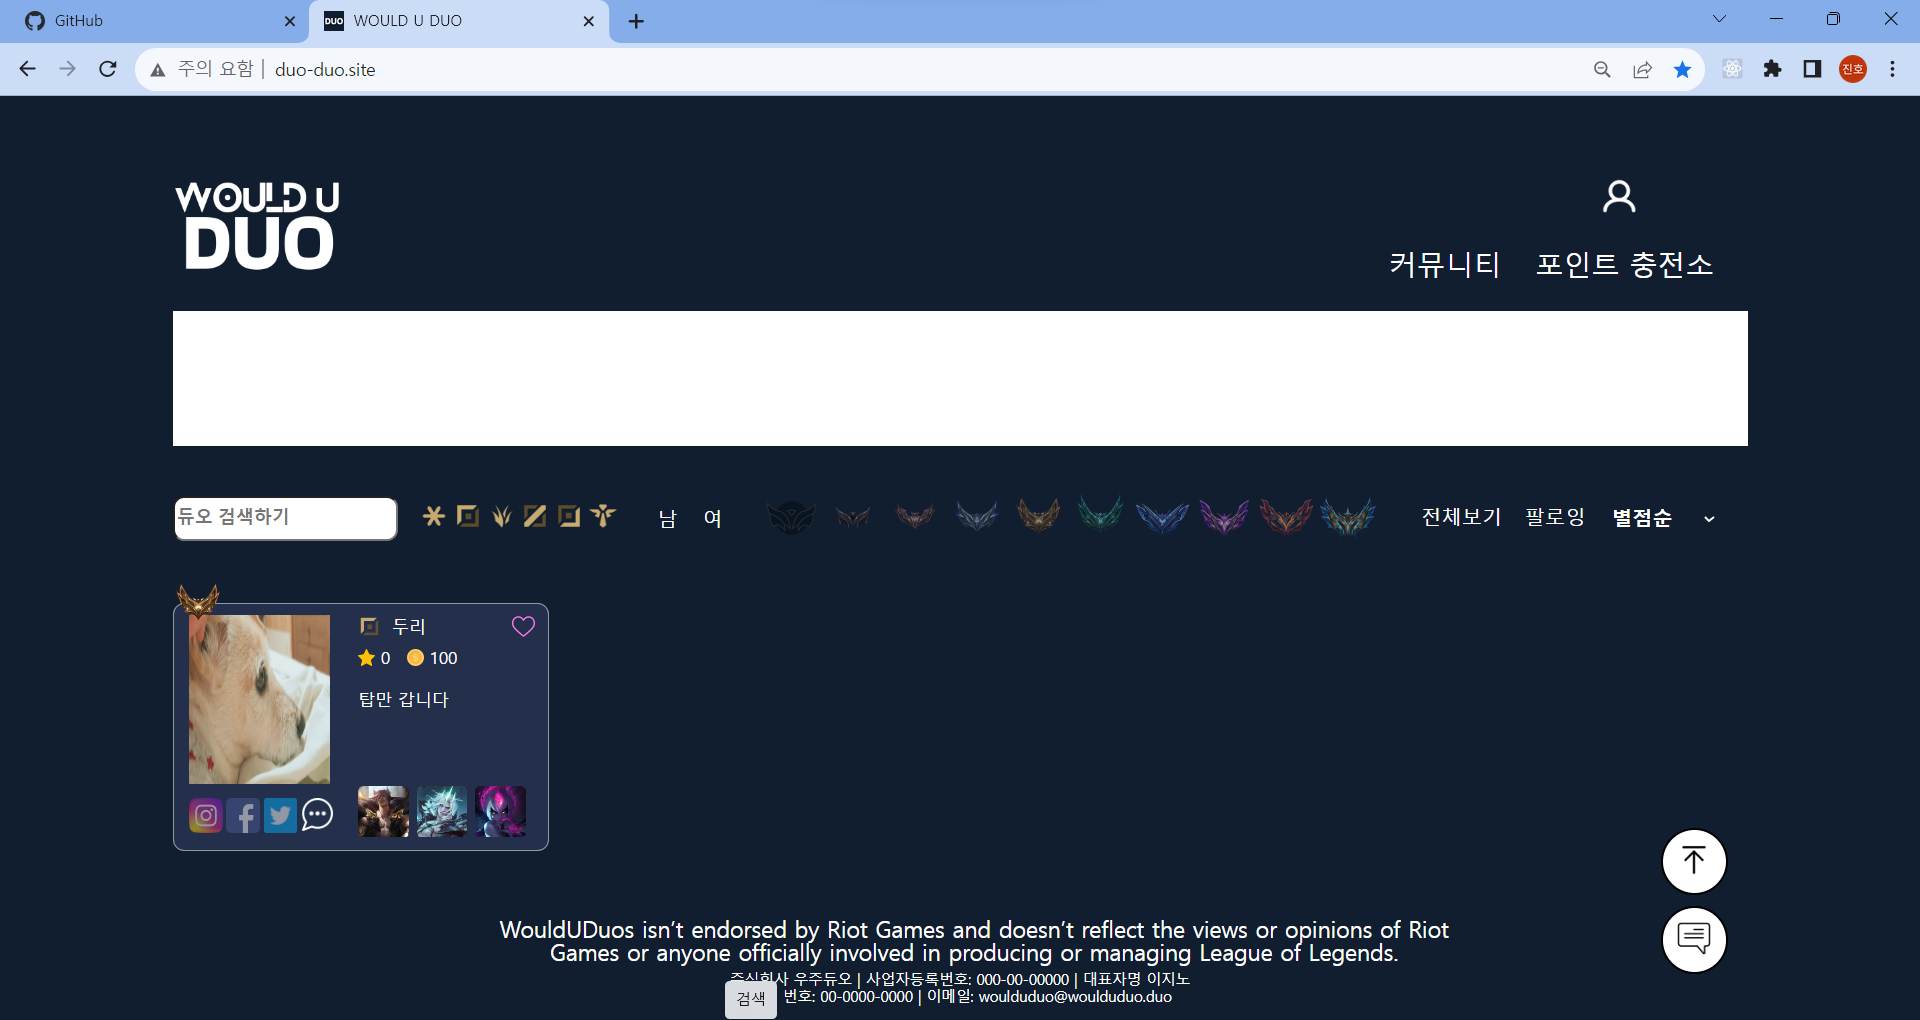 GitHub
DUO WOULD U DUO
주의 요함 | duo-duo.site
진호
WOULD U
DUO
커뮤니티 포인트 충전소
듀오 검색하기 남 여 전체보기 팔로잉 별점순
두리
0 100
탑만 갑니다
WouldUDuos isn’t endorsed by Riot Games and doesn’t reflect the views or opinions of Riot
Games or anyone officially involved in producing or managing League of Legends.
주식회사 우주듀오 | 사업자등록번호: 000-00-00000 | 대표자명 이지노
검색 번호: 00-0000-0000 | 이메일: woulduduo@woulduduo.duo